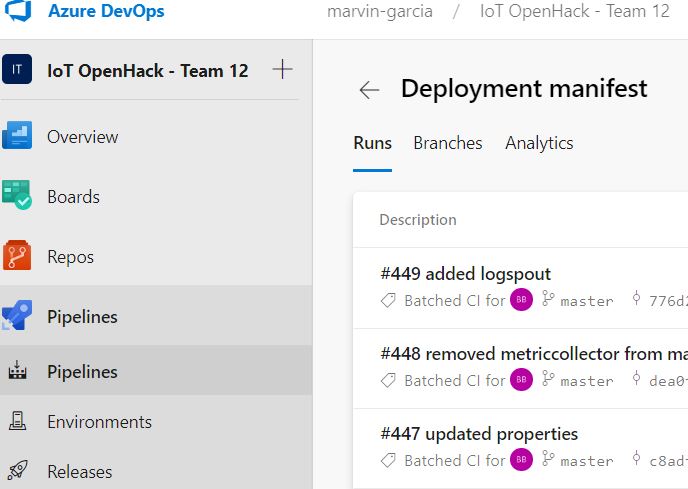 Azure DevOps
marvin-garcia / IoT OpenHack - Team 12
IT IoT OpenHack - Team 12
Overview
Boards
Repos
Pipelines
Pipelines
Environments
Releases
Deployment manifest
Runs Branches Analytics
Description
#449 added logspout
Batched CI for BB master 776d2
#448 removed metriccollector from ma
Batched CI for BB master dea0
#447 updated properties
Batched CI for BB master c8ad